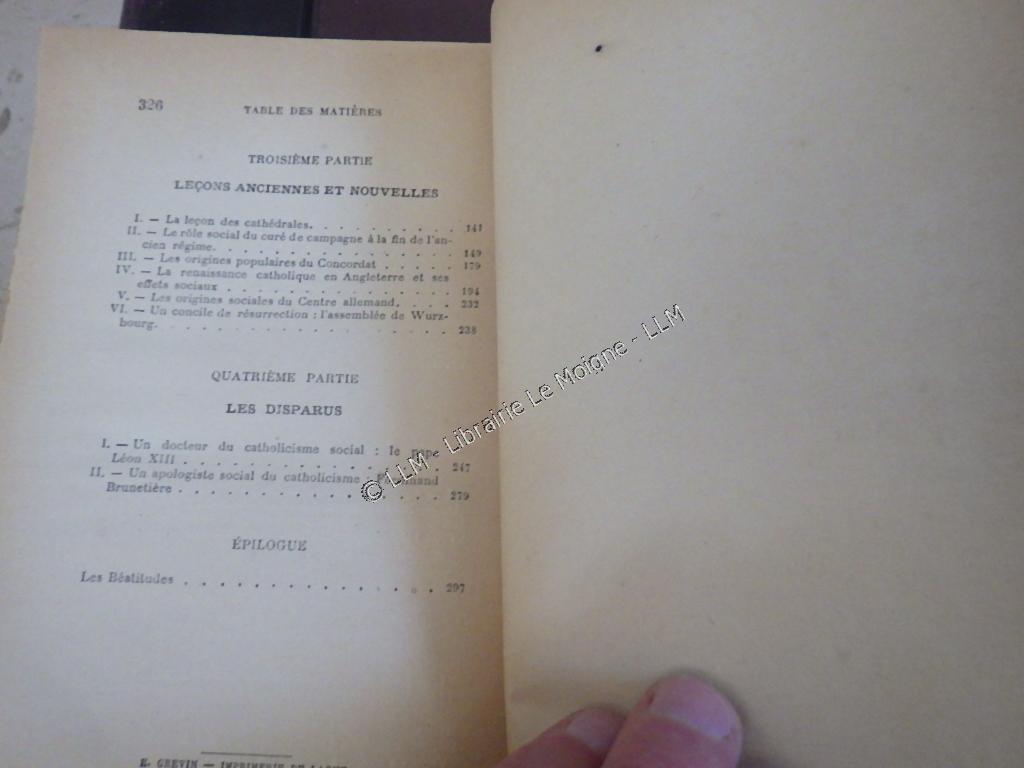 326 TABLE DES MATIÈRES
TROISIÈME PARTIE
LEÇONS ANCIENNES ET NOUVELLES
I. — La leçon des cathédrales. . . . . . . . . . . 141
II. — Le rôle social du curé de campagne à la fin de l'an-
cien régime. . . . . . . . . . . . . . . . 149
III. — Les origines populaires du Concordat . . . . . 179
IV. — La renaissance catholique en Angleterre et ses
effets sociaux . . . . . . . . . . . . . . . 194
V. — Les origines sociales du Centre allemand. . . . 232
VI. — Un concile de résurrection : l'assemblée de Wurz-
bourg. . . . . . . . . . . . . . . . . . . 238
QUATRIÈME PARTIE
LES DISPARUS
I. — Un docteur du catholicisme social : le pape
Léon XIII . . . . . . . . . . . . . . . . . 247
II. — Un apologiste social du catholicisme : Ferdinand
Brunetière . . . . . . . . . . . . . . . . . 279
ÉPILOGUE
Les Béatitudes . . . . . . . . . . . . . . . 297
E. GREVIN — IMPRIMERIE DE LAGNY
© LLM - Librairie Le Moigne - LLM